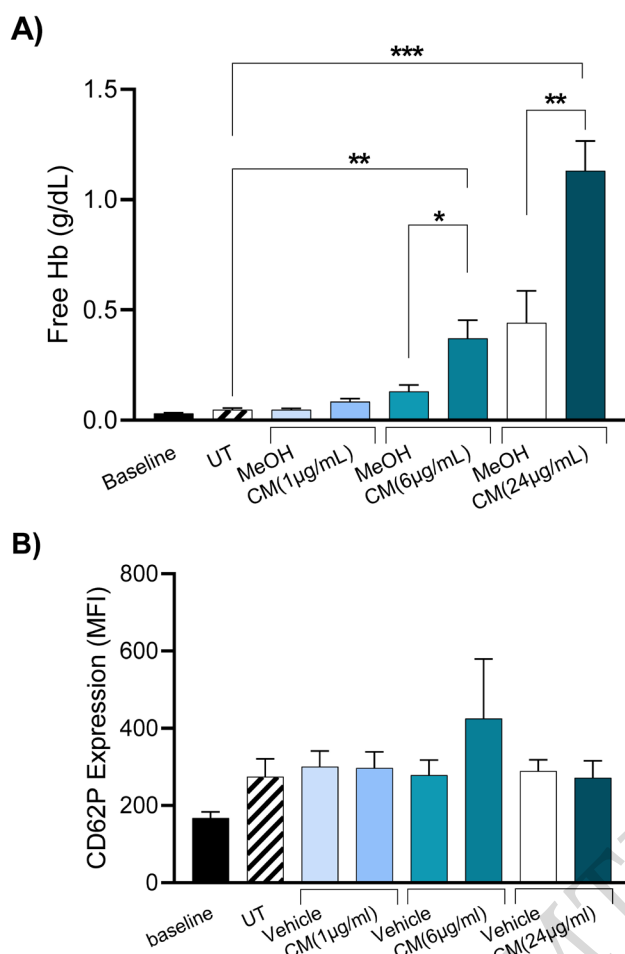 A)
Free Hb (g/dL)
1.5
1.0
0.5
0.0
***
**
**
*
Baseline
UT
MeOH
CM(1µg/mL)
MeOH
CM(6µg/mL)
MeOH
CM(24µg/mL)
B)
CD62P Expression (MFI)
800
600
400
200
0
baseline
UT
Vehicle
CM(1µg/ml)
Vehicle
CM(6µg/ml)
Vehicle
CM(24µg/ml)